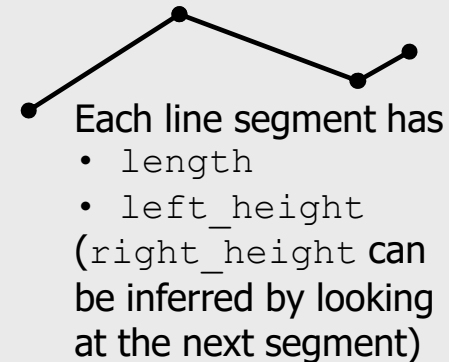 Each line segment has
• length
• left_height
(right_height can
be inferred by looking
at the next segment)